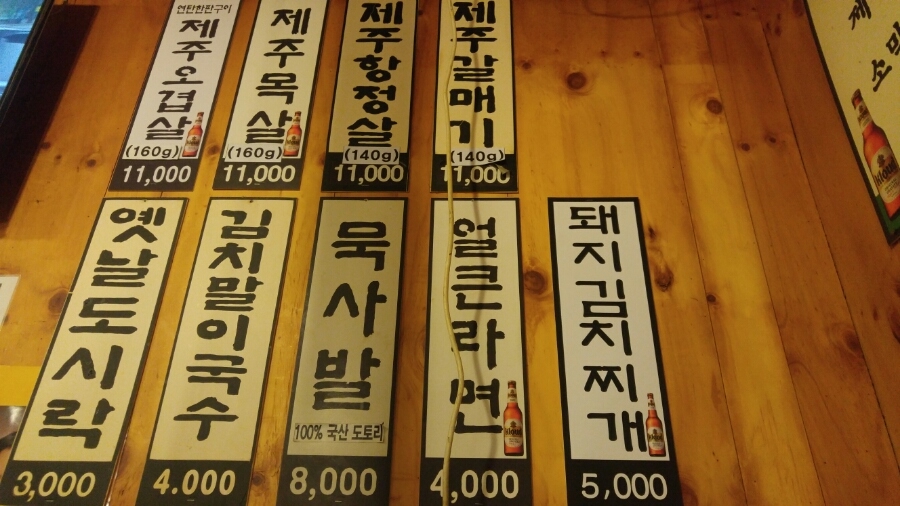 연탄한판구이
제주오겹살
(160g)
11,000
제주목살
(160g)
11,000
제주항정살
(140g)
11,000
제주갈매기
(140g)
11,000
옛날도시락
3,000
김치말이국수
4.000
묵사발
100% 국산 도토리
8,000
얼큰라면
4,000
돼지김치찌개
5,000
제
소막
Kloud